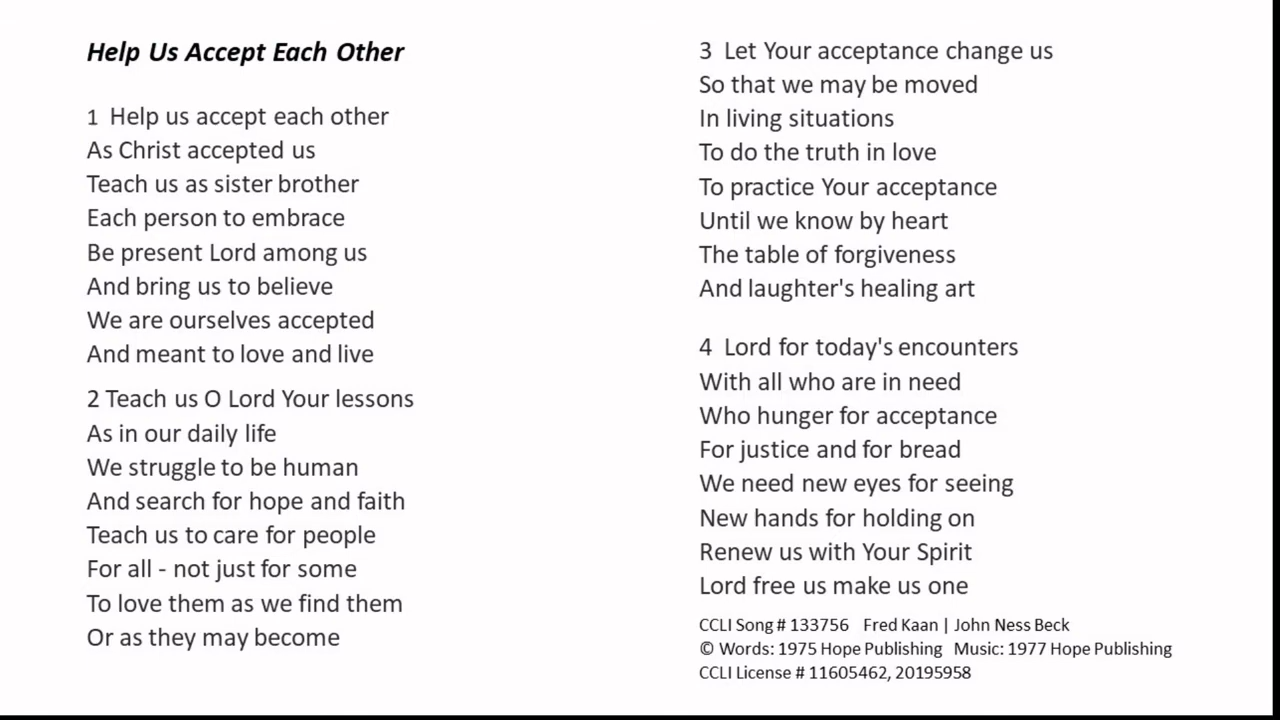 Help Us Accept Each Other
1 Help us accept each other
As Christ accepted us
Teach us as sister brother
Each person to embrace
Be present Lord among us
And bring us to believe
We are ourselves accepted
And meant to love and live
2 Teach us O Lord Your lessons
As in our daily life
We struggle to be human
And search for hope and faith
Teach us to care for people
For all - not just for some
To love them as we find them
Or as they may become
3 Let Your acceptance change us
So that we may be moved
In living situations
To do the truth in love
To practice Your acceptance
Until we know by heart
The table of forgiveness
And laughter's healing art
4 Lord for today's encounters
With all who are in need
Who hunger for acceptance
For justice and for bread
We need new eyes for seeing
New hands for holding on
Renew us with Your Spirit
Lord free us make us one
CCLI Song # 133756 Fred Kaan | John Ness Beck
© Words: 1975 Hope Publishing Music: 1977 Hope Publishing
CCLI License # 11605462, 20195958